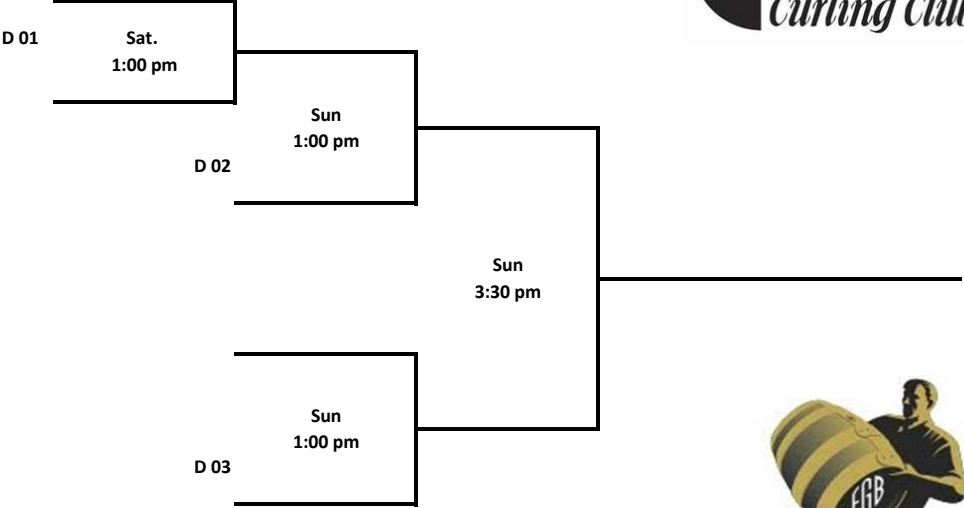 Curling Club
D 01
Sat.
1:00 pm
Sun
1:00 pm
D 02
Sun
3:30 pm
Sun
1:00 pm
D 03
EGB